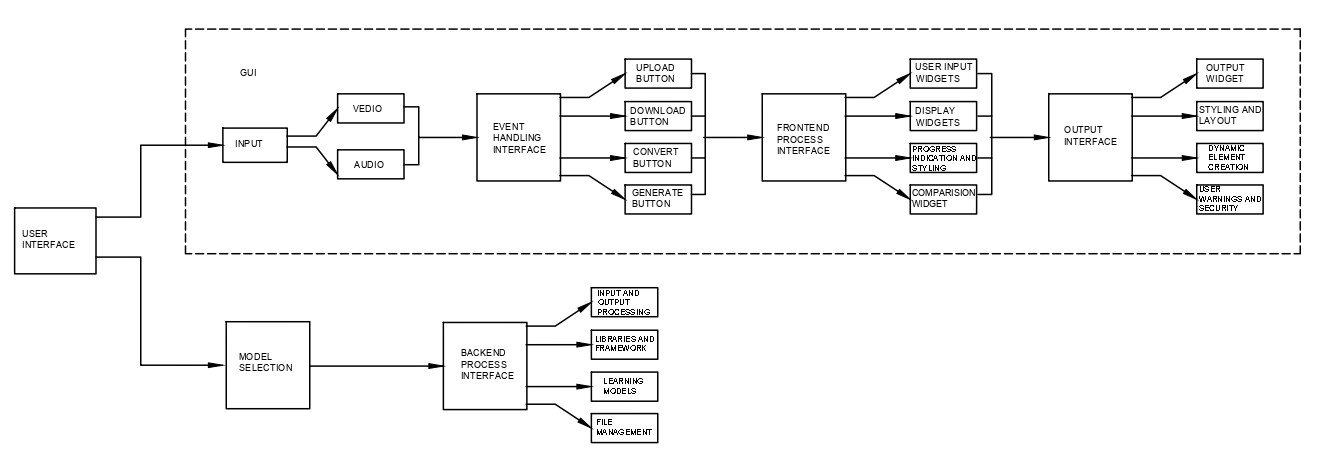 GUI
USER
INTERFACE
INPUT
VEDIO
AUDIO
EVENT
HANDLING
INTERFACE
UPLOAD
BUTTON
DOWNLOAD
BUTTON
CONVERT
BUTTON
GENERATE
BUTTON
FRONTEND
PROCESS
INTERFACE
USER INPUT
WIDGETS
DISPLAY
WIDGETS
PROGRESS
INDICATION AND
STYLING
COMPARISION
WIDGET
OUTPUT
INTERFACE
OUTPUT
WIDGET
STYLING AND
LAYOUT
DYNAMIC
ELEMENT
CREATION
USER
WARNINGS AND
SECURITY
MODEL
SELECTION
BACKEND
PROCESS
INTERFACE
INPUT AND
OUTPUT
PROCESSING
LIBRARIES AND
FRAMEWORK
LEARNING
MODELS
FILE
MANAGEMENT